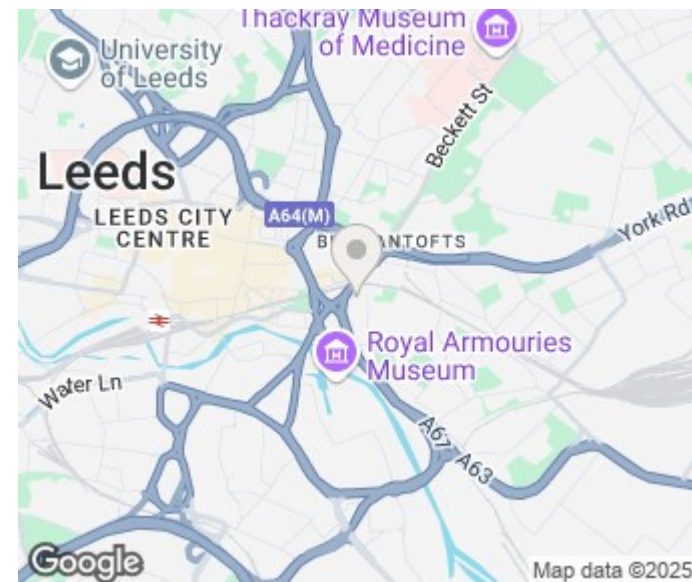 Thackray Museum
of Medicine
University
of Leeds
Beckett St
Leeds
LEEDS CITY
CENTRE
A64(M)
York Rd
Royal Armouries
Museum
Water Ln
A61
A63
Google
Map data ©2025